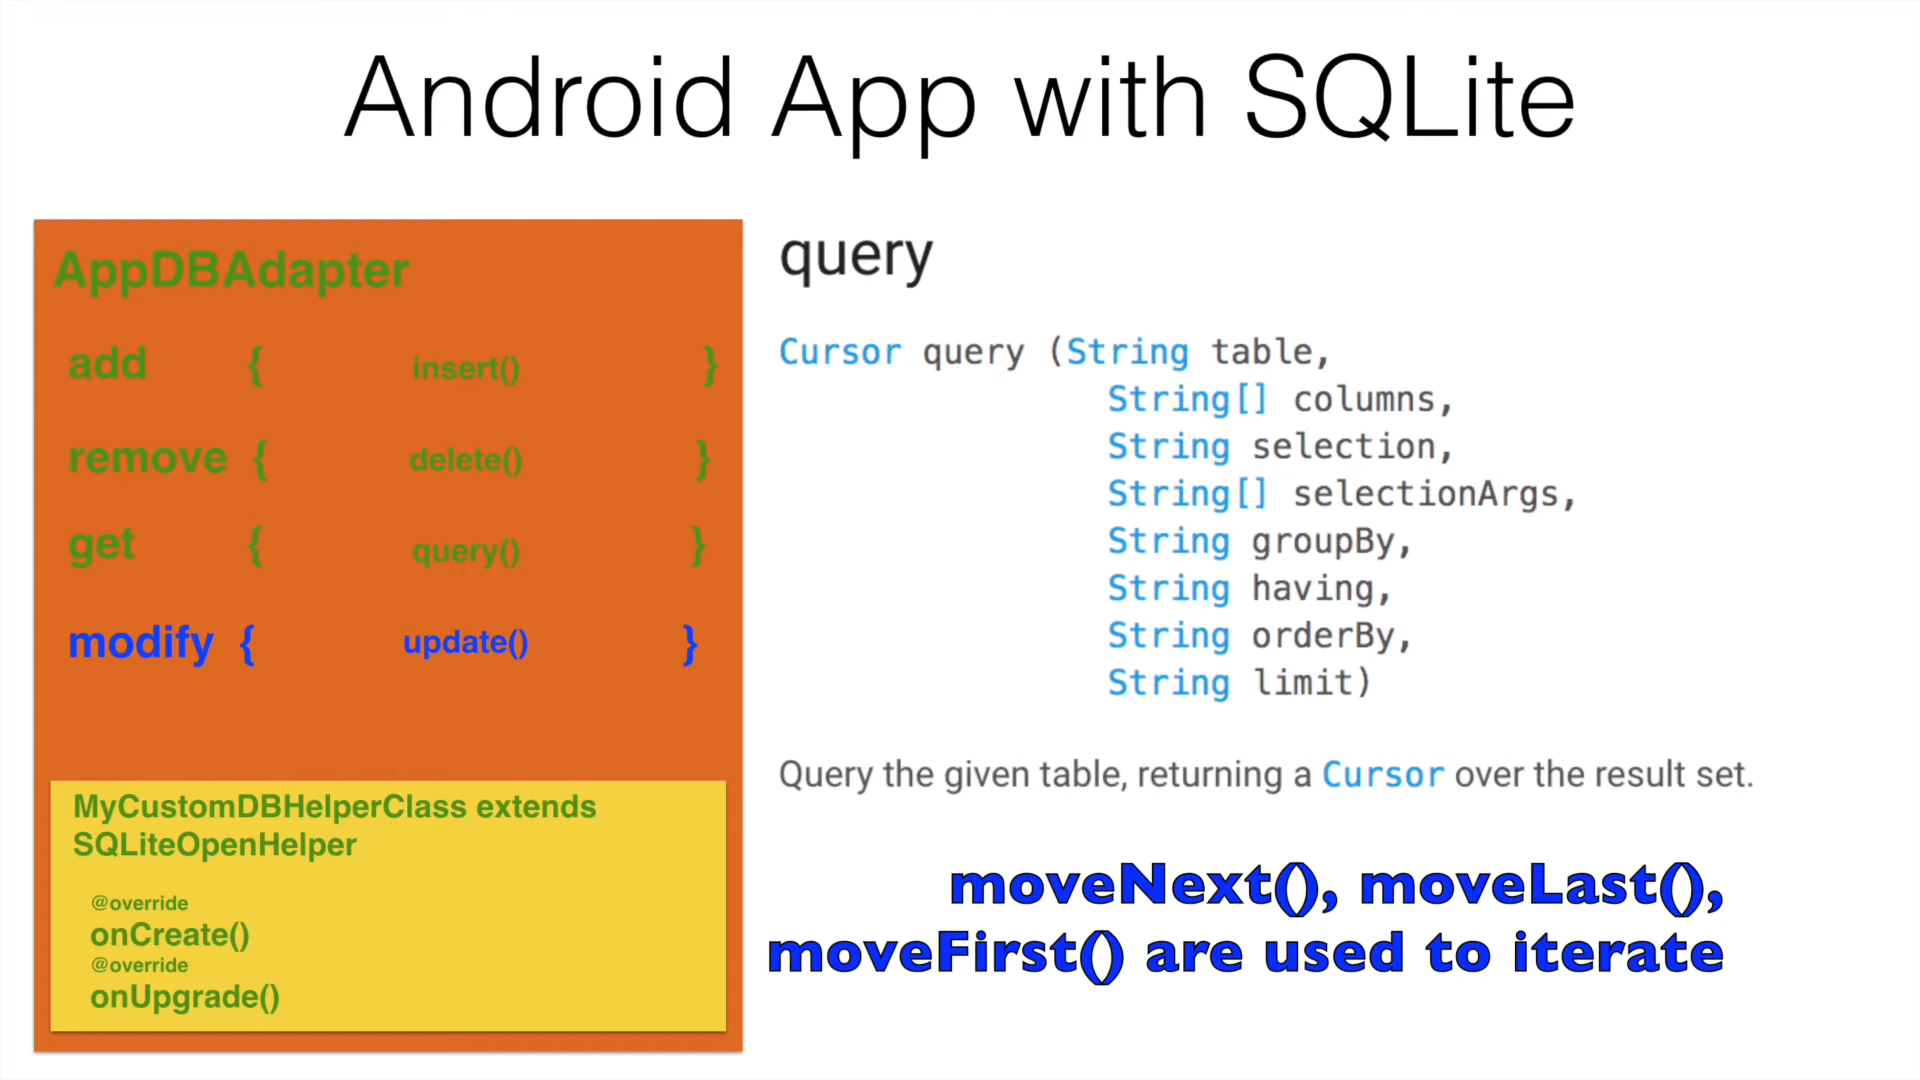 Android App with SQLite
AppDBAdapter
add { insert() }
remove { delete() }
get { query() }
modify { update() }
MyCustomDBHelperClass extends
SQLiteOpenHelper
@override
onCreate()
@override
onUpgrade()
query
Cursor query (String table,
String[] columns,
String selection,
String[] selectionArgs,
String groupBy,
String having,
String orderBy,
String limit)
Query the given table, returning a Cursor over the result set.
moveNext(), moveLast(),
moveFirst() are used to iterate